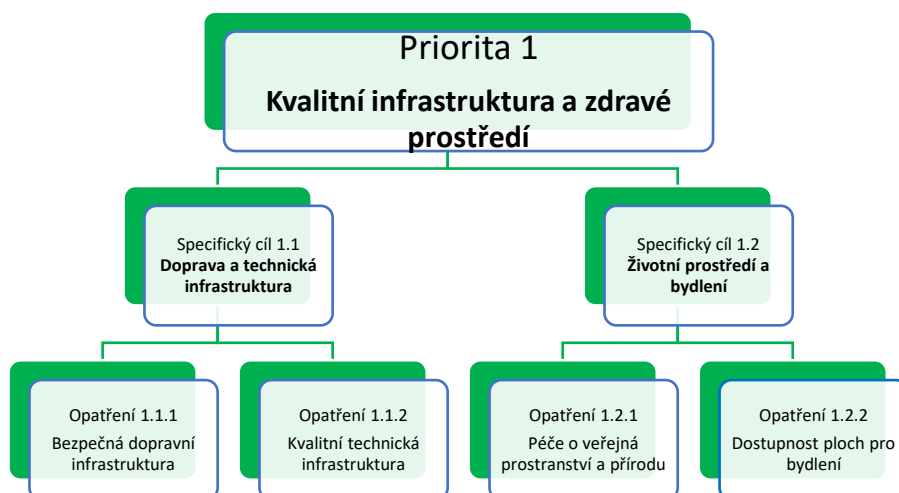 Priorita 1
Kvalitní infrastruktura a zdravé
prostředí
Specifický cíl 1.1
Doprava a technická
infrastruktura
Specifický cíl 1.2
Životní prostředí a
bydlení
Opatření 1.1.1
Bezpečná dopravní
infrastruktura
Opatření 1.1.2
Kvalitní technická
infrastruktura
Opatření 1.2.1
Péče o veřejná
prostranství a přírodu
Opatření 1.2.2
Dostupnost ploch pro
bydlení